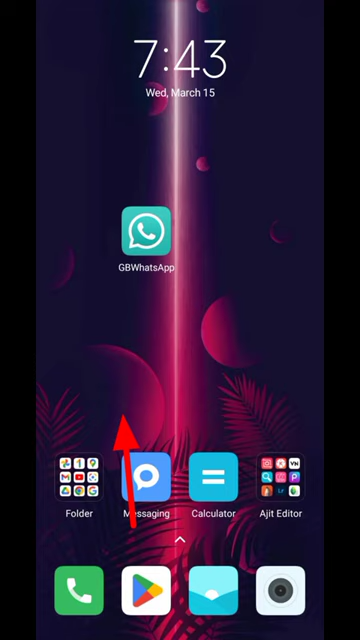 7:43
Wed, March 15
GBWhatsApp
Folder
Messaging
Calculator
Ajit Editor